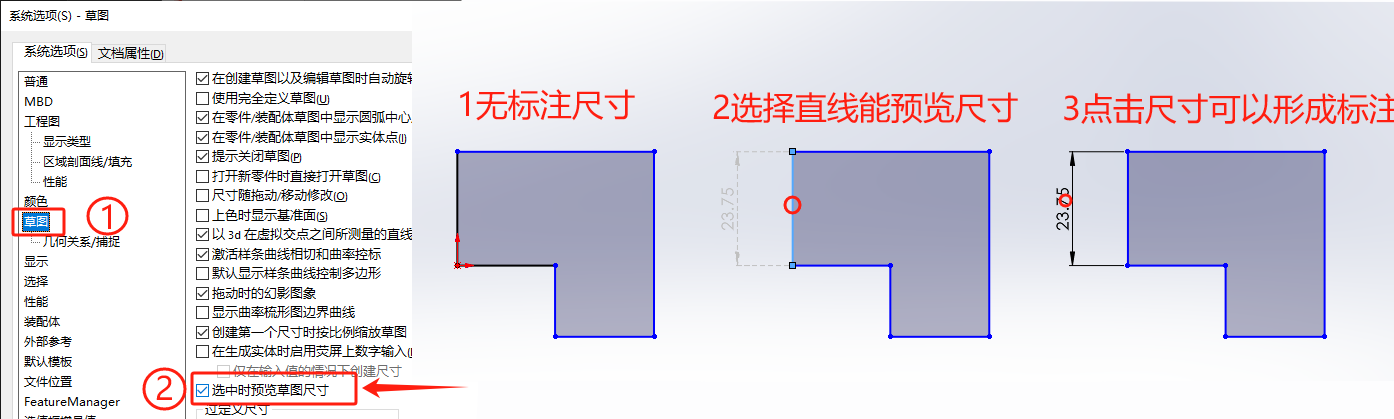 系统选项(S) - 草图
系统选项(S) 文档属性(D)
普通
MBD
工程图
显示类型
区域剖面线/填充
性能
颜色
草图
几何关系/捕捉
显示
选择
性能
装配体
外部参考
默认模板
文件位置
FeatureManager
①
在创建草图以及编辑草图时自动旋转
使用完全定义草图(U)
在零件/装配体草图中显示圆弧中心
在零件/装配体草图中显示实体点(I)
提示关闭草图(P)
打开新零件时直接打开草图(C)
尺寸随拖动/移动修改(O)
上色时显示基准面(S)
以 3d 在虚拟交点之间所测量的直线
激活样条曲线相切和曲率控标
默认显示样条曲线控制多边形
拖动时的幻影图象
显示曲率梳形图边界曲线
创建第一个尺寸时按比例缩放草图
在生成实体时启用荧屏上数字输入(
仅在输入值的情况下创建尺寸
② 选中时预览草图尺寸
过定义尺寸
1无标注尺寸
2选择直线能预览尺寸
23.75
3点击尺寸可以形成标注
23.75